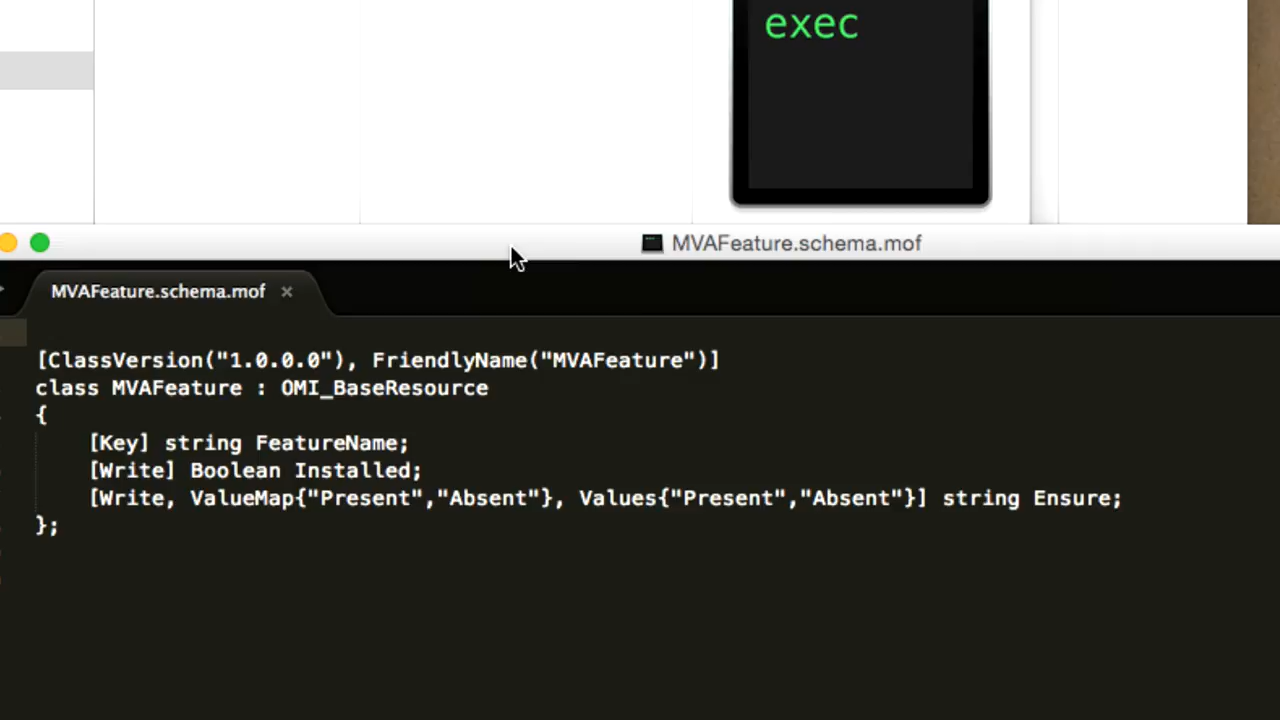 exec
MVAFeature.schema.mof
MVAFeature.schema.mof ×
[ClassVersion("1.0.0.0"), FriendlyName("MVAFeature")]
class MVAFeature : OMI_BaseResource
{
    [Key] string FeatureName;
    [Write] Boolean Installed;
    [Write, ValueMap{"Present","Absent"}, Values{"Present","Absent"}] string Ensure;
};